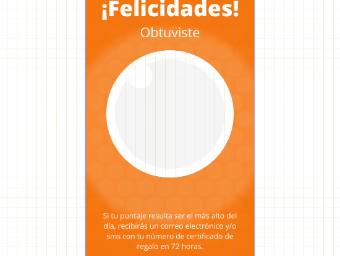 ¡Felicidades!
Obtuviste
Si tu puntaje resulta ser el más alto del
día, recibirás un correo electrónico y/o
sms con tu número de certificado de
regalo en 72 horas.